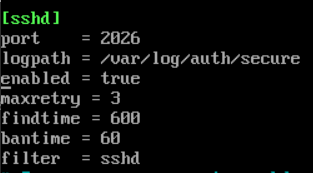 [sshd]
port     = 2026
logpath = /var/log/auth/secure
enabled = true
maxretry = 3
findtime = 600
bantime = 60
filter  = sshd